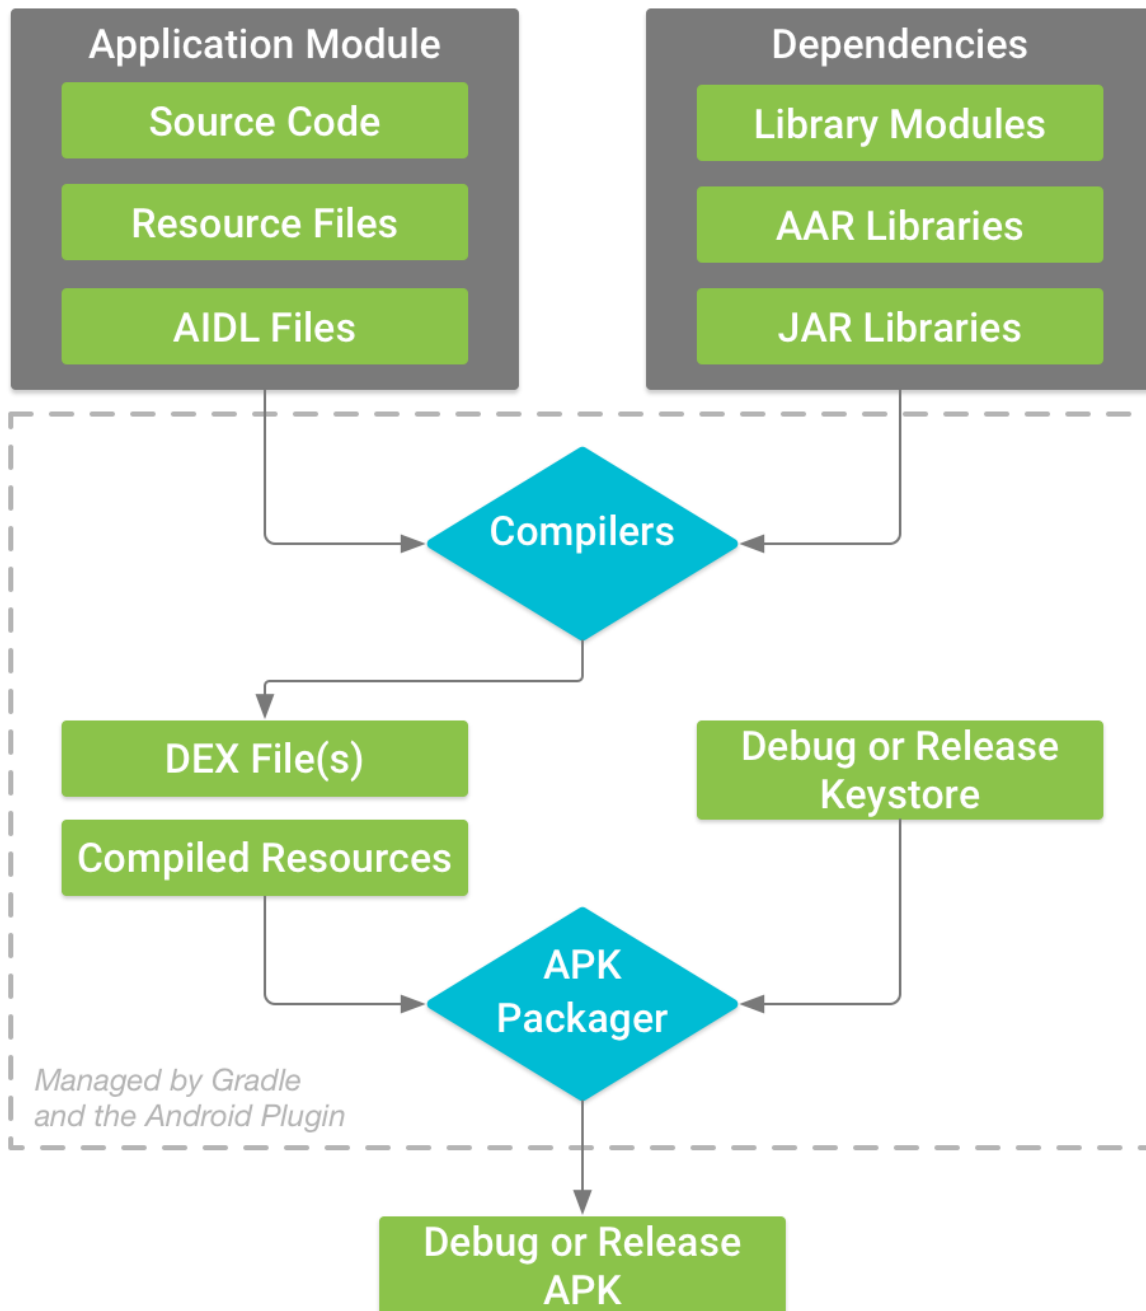 Application Module
Source Code
Resource Files
AIDL Files
Dependencies
Library Modules
AAR Libraries
JAR Libraries
Compilers
DEX File(s)
Compiled Resources
Debug or Release
Keystore
APK
Packager
Managed by Gradle
and the Android Plugin
Debug or Release
APK